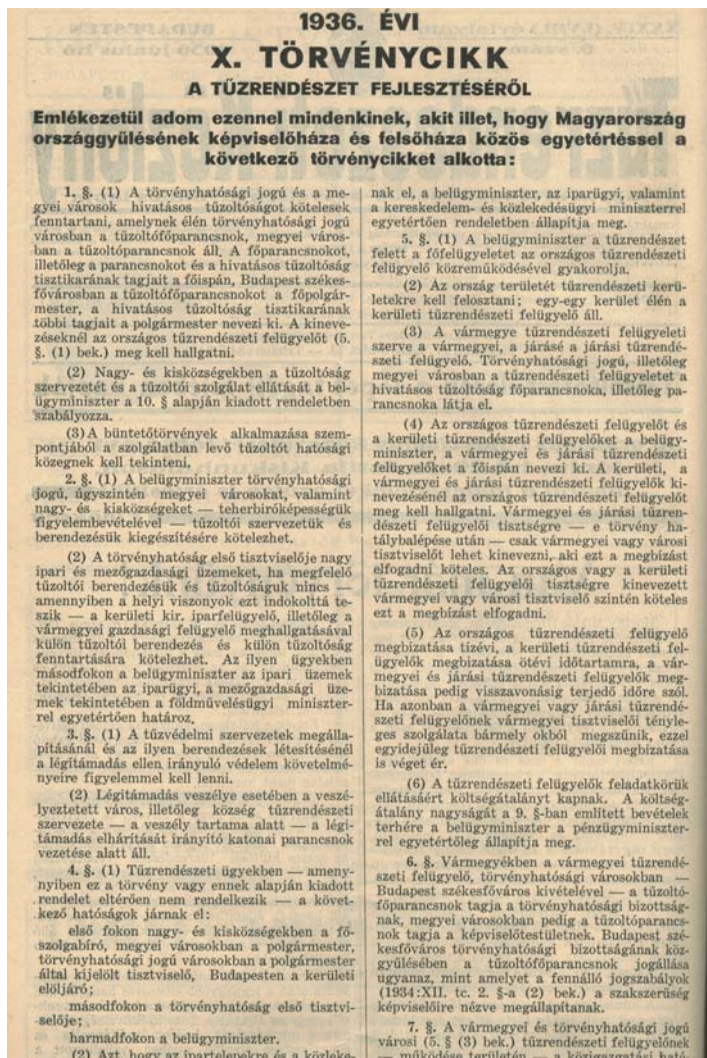 1936. ÉVI
X. TÖRVÉNYCIKK
A TŰZRENDÉSZET FEJLESZTÉSÉRŐL
Emlékezetül adom ezennel mindenkinek, akit illet, hogy Magyarország
országgyűlésének képviselőháza és felsőháza közös egyetértéssel a
következő törvénycikket alkotta:
1. §. (1) A törvényhatósági jogú és a me-
gyei városok hivatásos tűzoltóságot kötelesek
fenntartani, amelynek élén törvényhatósági jogú
városban a tűzoltófőparancsnok, megyei város-
ban a tűzoltóparancsnok áll. A főparancsnokot,
illetőleg a parancsnokot és a hivatásos tűzoltóság
tisztikarának tagjait a főispán, Budapest székes-
fővárosban a tűzoltófőparancsnokot a főpolgár-
mester, a hivatásos tűzoltóság tisztikarának
többi tagjait a polgármester nevezi ki. A kineve-
zéseknél az országos tűzrendészeti felügyelőt (5.
§. (1) bek.) meg kell hallgatni.
(2) Nagy- és kisközségekben a tűzoltóság
szervezetét és a tűzoltói szolgálat ellátását a bel-
ügyminiszter a 10. § alapján kiadott rendeletben
szabályozza.
(3) A büntetőtörvények alkalmazása szem-
pontjából a szolgálatban levő tűzoltót hatósági
közegnek kell tekinteni.
2. §. (1) A belügyminiszter törvényhatósági
jogú, úgyszintén megyei városokat, valamint
nagy- és kisközségeket — teherbíróképességük
figyelembevételével — tűzoltói szervezetük és
berendezésük kiegészítésére kötelezhet.
(2) A törvényhatóság első tisztviselője nagy
ipari és mezőgazdasági üzemeket, ha megfelelő
tűzoltói berendezésük és tűzoltóságuk nincs —
amennyiben a helyi viszonyok ezt indokolttá te-
szik — a kerületi kir. iparfelügyelő, illetőleg a
vármegyei gazdasági felügyelő meghallgatásával
külön tűzoltói berendezés és külön tűzoltóság
fenntartására kötelezhet. Az ilyen ügyekben
másodfokon a belügyminiszter az ipari üzemek
tekintetében az iparügyi, a mezőgazdasági üze-
mek tekintetében a földművelésügyi miniszter-
rel egyetértően határoz.
3. §. (1) A tűzvédelmi szervezetek megálla-
pításánál és az ilyen berendezések létesítésénél
a légitámadás ellen irányuló védelem követelmé-
nyeire figyelemmel kell lenni.
(2) Légitámadás veszélye esetében a veszé-
lyeztetett város, illetőleg község tűzrendészeti
szervezete — a veszély tartama alatt — a légi-
támadás elhárítását irányító katonai parancsnok
vezetése alatt áll.
4. §. (1) Tűzrendészeti ügyekben — ameny-
nyiben ez a törvény vagy ennek alapján kiadott
rendelet eltérően nem rendelkezik — a követ-
kező hatóságok járnak el:
első fokon nagy- és kisközségekben a fő-
szolgabíró, megyei városokban a polgármester,
törvényhatósági jogú városokban a polgármester
által kijelölt tisztviselő, Budapesten a kerületi
elöljáró;
másodfokon a törvényhatóság első tisztvi-
selője;
harmadfokon a belügyminiszter.
(2) Azt, hogy az ipartelepekre és a közleke-
nak el, a belügyminiszter, az iparügyi, valamint
a kereskedelem- és közlekedésügyi miniszterrel
egyetértően rendeletben állapítja meg.
5. §. (1) A belügyminiszter a tűzrendészet
felett a főfelügyeletet az országos tűzrendészeti
felügyelő közreműködésével gyakorolja.
(2) Az ország területét tűzrendészeti kerü-
letekre kell felosztani; egy-egy kerület élén a
kerületi tűzrendészeti felügyelő áll.
(3) A vármegye tűzrendészeti felügyeleti
szerve a vármegyei, a járásé a járási tűzrendé-
szeti felügyelő. Törvényhatósági jogú, illetőleg
megyei városban a tűzrendészeti felügyeletet a
hivatásos tűzoltóság főparancsnoka, illetőleg pa-
rancsnoka látja el.
(4) Az országos tűzrendészeti felügyelőt és
a kerületi tűzrendészeti felügyelőket a belügy-
miniszter, a vármegyei és járási tűzrendészeti
felügyelőket a főispán nevezi ki. A kerületi, a
vármegyei és járási tűzrendészeti felügyelők ki-
nevezésénél az országos tűzrendészeti felügyelőt
meg kell hallgatni. Vármegyei és járási tűzren-
dészeti felügyelői tisztségre — e törvény ha-
tálybalépése után — csak vármegyei vagy városi
tisztviselőt lehet kinevezni, aki ezt a megbízást
elfogadni köteles. Az országos vagy a kerületi
tűzrendészeti felügyelői tisztségre kinevezett
vármegyei vagy városi tisztviselő szintén köteles
ezt a megbízást elfogadni.
(5) Az országos tűzrendészeti felügyelő
megbízatása tízévi, a kerületi tűzrendészeti fel-
ügyelők megbízatása ötévi időtartamra, a vár-
megyei és járási tűzrendészeti felügyelők meg-
bízatása pedig visszavonásig terjedő időre szól.
Ha azonban a vármegyei vagy járási tűzrendé-
szeti felügyelőnek vármegyei tisztviselői tényle-
ges szolgálata bármely okból megszünik, ezzel
egyidejűleg tűzrendészeti felügyelői megbízatása
is véget ér.
(6) A tűzrendészeti felügyelők feladatkörük
ellátásáért költségátalányt kapnak. A költség-
átalány nagyságát a 9. §-ban említett bevételek
terhére a belügyminiszter a pénzügyminiszter-
rel egyetértőleg állapítja meg.
6. §. Vármegyékben a vármegyei tűzrendé-
szeti felügyelő, törvényhatósági városokban —
Budapest székesfőváros kivételével — a tűzoltó-
főparancsnok tagja a törvényhatósági bizottság-
nak, megyei városokban pedig a tűzoltóparancs-
nok tagja a képviselőtestületnek. Budapest szé-
kesfőváros törvényhatósági bizottságának köz-
gyűlésében a tűzoltófőparancsnok jogállása
ugyanaz, mint amelyet a fennálló jogszabályok
(1934:XII. tc. 2. §-a (2) bek.) a szakszerűség
képviselőire nézve megállapítanak.
7. §. A vármegyei és törvényhatósági jogú
városi (5. § (3) bek.) tűzrendészeti felügyelőnek
— működése területén — a közigazgatási ható-